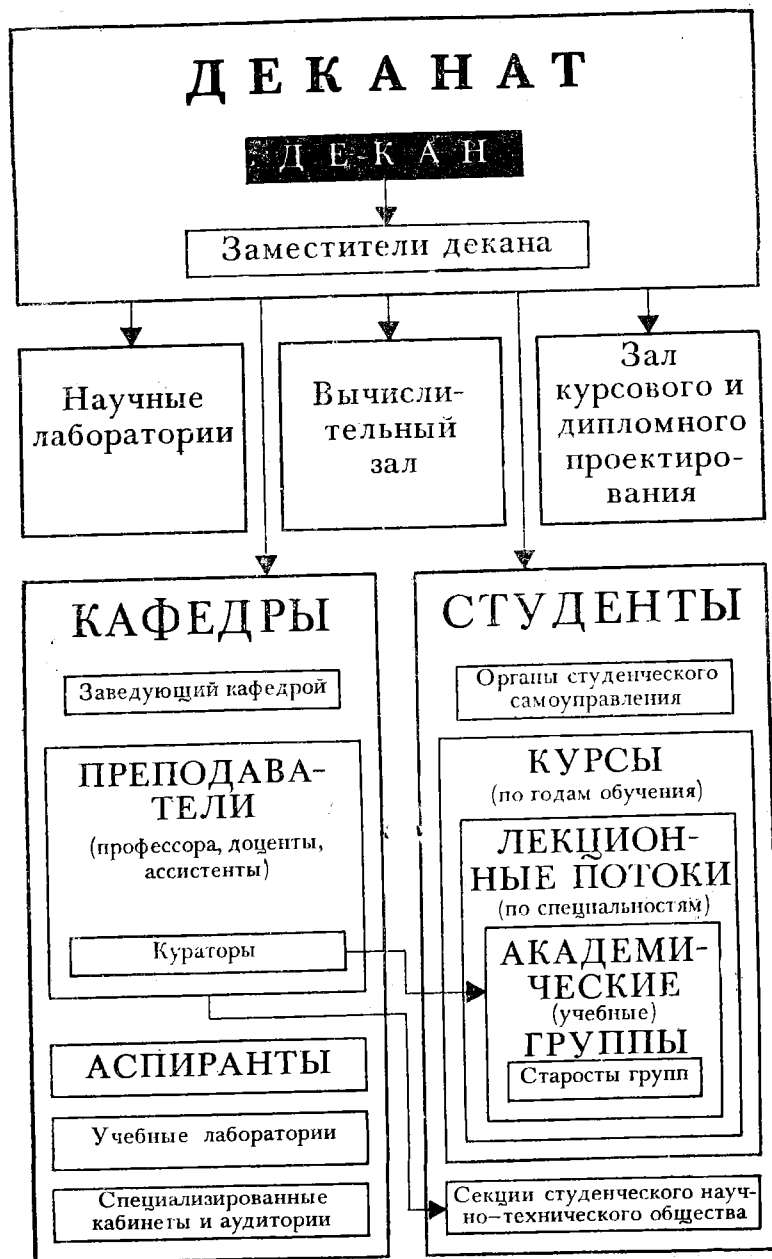 ДЕКАНАТ
ДЕ-КАН
Заместители декана
Научные
лаборатории
Вычисли-
тельный
зал
Зал
курсового и
дипломного
проектиро-
вания
КАФЕДРЫ
Заведующий кафедрой
ПРЕПОДАВА-
ТЕЛИ
(профессора, доценты,
ассистенты)
Кураторы
АСПИРАНТЫ
Учебные лаборатории
Специализированные
кабинеты и аудитории
СТУДЕНТЫ
Органы студенческого
самоуправления
КУРСЫ
(по годам обучения)
ЛЕКЦИОН-
НЫЕ ПОТОКИ
(по специальностям)
АКАДЕМИ-
ЧЕСКИЕ
(учебные)
ГРУППЫ
Старосты групп
Секции студенческого науч-
но-технического общества